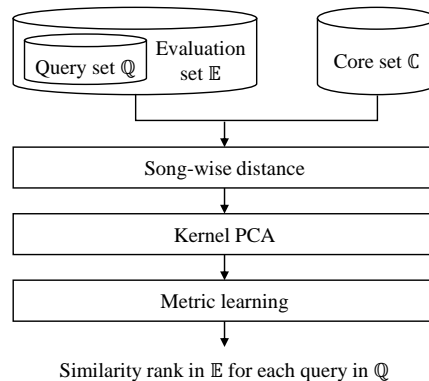 Query set ℚ
Evaluation
set 𝔼
Core set ℂ
Song-wise distance
Kernel PCA
Metric learning
Similarity rank in 𝔼 for each query in ℚ